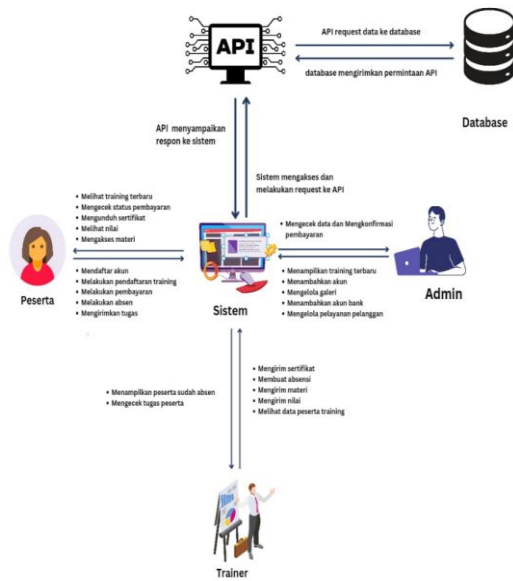 API
API request data ke database
database mengirimkan permintaan API
Database
API menyampaikan
respon ke sistem
Sistem mengakses dan
melakukan request ke API
• Melihat training terbaru
• Mengecek status pembayaran
• Mengunduh sertifikat
• Melihat nilai
• Mengakses materi
• Mendaftar akun
• Melakukan pendaftaran training
• Melakukan pembayaran
• Melakukan absen
• Mengirimkan tugas
Peserta
Sistem
• Mengecek data dan Mengkonfirmasi
pembayaran
• Menampilkan training terbaru
• Menambahkan akun
• Mengelola galeri
• Menambahkan akun bank
• Mengelola pelayanan pelanggan
Admin
• Menampilkan peserta sudah absen
• Mengecek tugas peserta
• Mengirim sertifikat
• Membuat absensi
• Mengirim materi
• Mengirim nilai
• Melihat data peserta training
Trainer